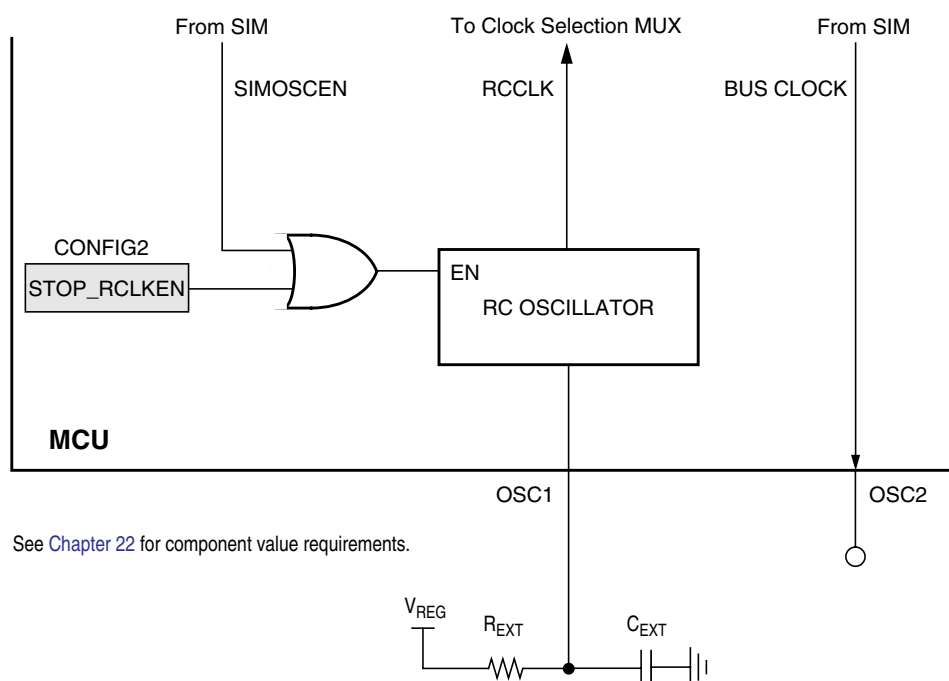 From SIM
To Clock Selection MUX
From SIM
SIMOSCEN
RCCLK
BUS CLOCK
CONFIG2
STOP_RCLKEN
EN
RC OSCILLATOR
MCU
OSC1
OSC2
See Chapter 22 for component value requirements.
VREG
REXT
CEXT